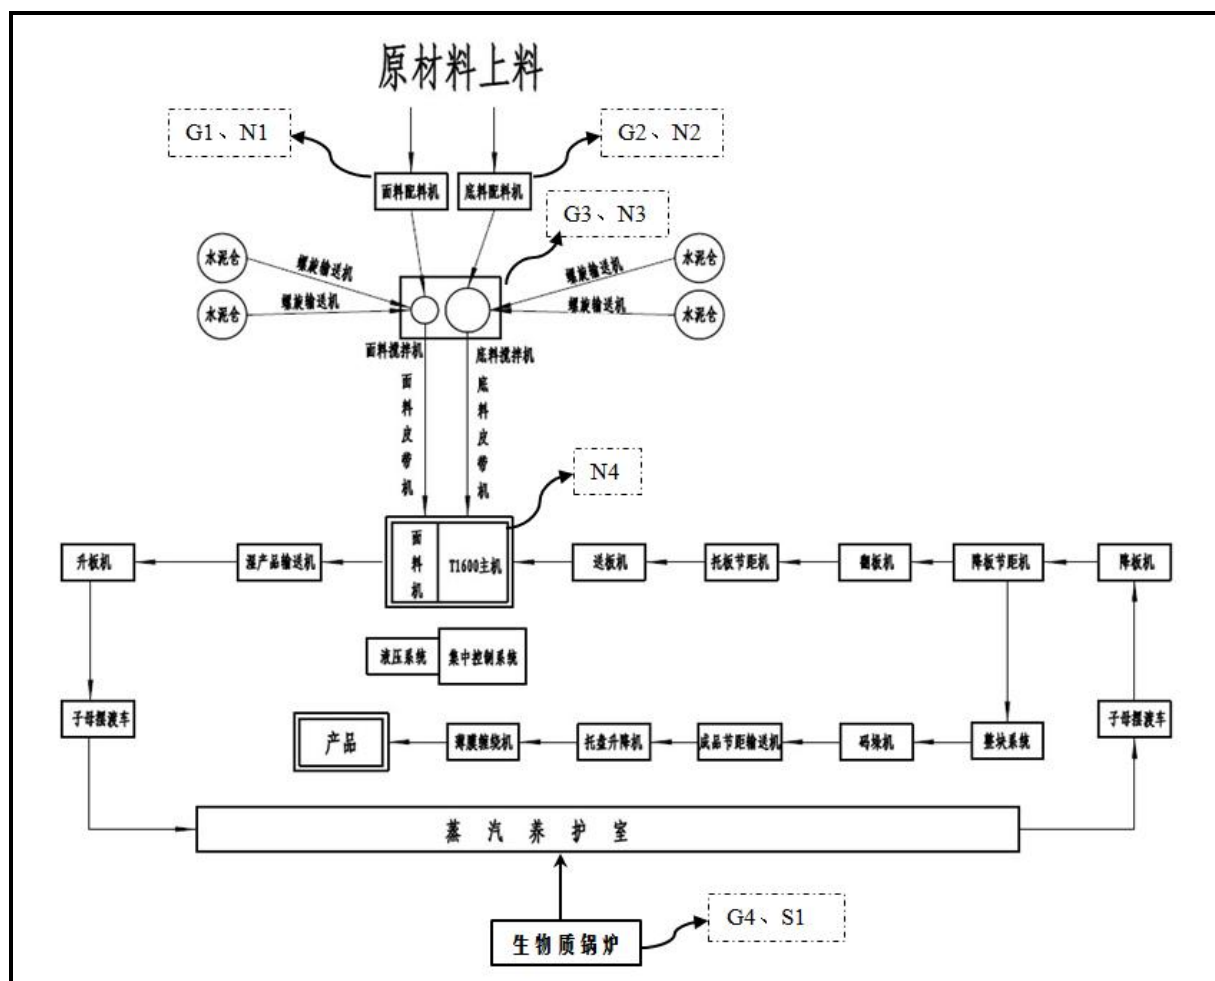 原材料上料
G1、N1
G2、N2
面料配料机
底料配料机
G3、N3
水泥仓
螺旋输送机
螺旋输送机
水泥仓
水泥仓
螺旋输送机
螺旋输送机
水泥仓
面料搅拌机
底料搅拌机
面料皮带机
底料皮带机
N4
升板机
湿产品输送机
面料机
T1600主机
送板机
托板节距机
翻板机
降板节距机
降板机
液压系统
集中控制系统
子母摆渡车
产品
薄膜缠绕机
托盘升降机
成品节距输送机
码垛机
整块系统
子母摆渡车
蒸汽养护室
G4、S1
生物质锅炉